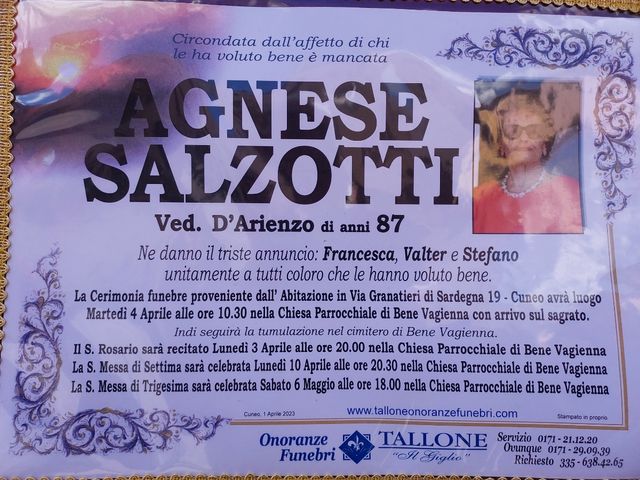 Circondata dall'affetto di chi
le ha voluto bene è mancata
AGNESE
SALZOTTI
Ved. D'Arienzo di anni 87
Ne danno il triste annuncio: Francesca, Valter e Stefano
unitamente a tutti coloro che le hanno voluto bene.
La Cerimonia funebre proveniente dall' Abitazione in Via Granatieri di Sardegna 19 - Cuneo avrà luogo
Martedì 4 Aprile alle ore 10.30 nella Chiesa Parrocchiale di Bene Vagienna con arrivo sul sagrato.
Indi seguirà la tumulazione nel cimitero di Bene Vagienna.
Il S. Rosario sarà recitato Lunedì 3 Aprile alle ore 20.00 nella Chiesa Parrocchiale di Bene Vagienna
La S. Messa di Settima sarà celebrata Lunedì 10 Aprile alle ore 20.30 nella Chiesa Parrocchiale di Bene Vagienna
La S. Messa di Trigesima sarà celebrata Sabato 6 Maggio alle ore 18.00 nella Chiesa Parrocchiale di Bene Vagienna
Cuneo, 1 Aprile 2023 www.talloneonoranzefunebri.com Stampato in proprio
Onoranze Funebri TALLONE "Il Giglio"
Servizio 0171 - 21.12.20
Ovunque 0171 - 29.09.39
Richiesto 335 - 638.42.65